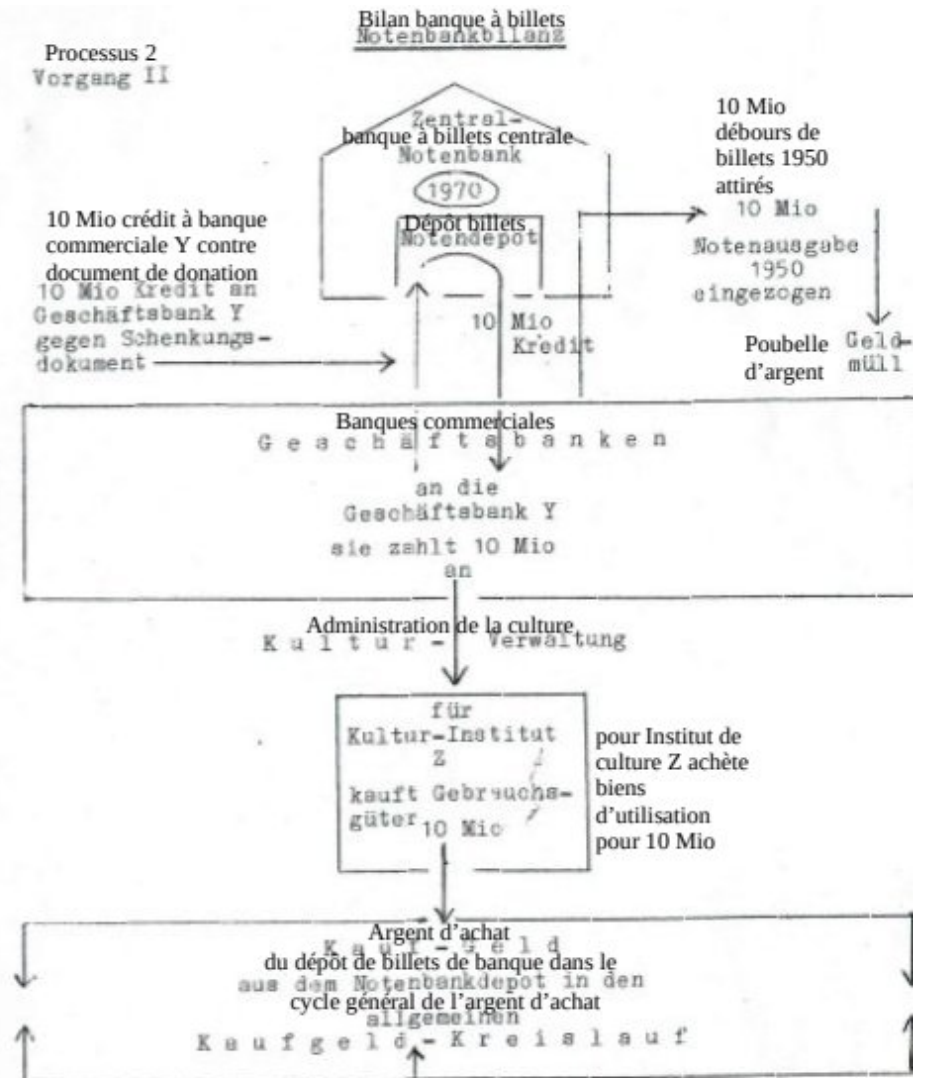 Bilan banque à billets
Notenbankbilanz
Processus 2
Vorgang II
Zentral-
banque à billets centrale
Notenbank
1970
Dépôt billets
Notendepot
10 Mio
débours de
billets 1950
attirés
10 Mio
Notenausgabe
1950
eingezogen
10 Mio crédit à banque
commerciale Y contre
document de donation
10 Mio Kredit an
Geschäftsbank Y
gegen Schenkungs-
dokument
10 Mio
Kredit
Poubelle
d'argent
Geld-
müll
Banques commerciales
Geschäftsbanken
an die
Geschäftsbank Y
sie zahlt 10 Mio
an
Administration de la culture
Kultur- Verwaltung
für
Kultur-Institut
Z
kauft Gebrauchs-
güter 10 Mio
pour Institut de
culture Z achète
biens
d'utilisation
pour 10 Mio
Argent d'achat
Kauf-Geld
du dépôt de billets de banque dans le
aus dem Notenbankdepot in den
cycle général de l'argent d'achat
allgemeinen
Kaufgeld-Kreislauf